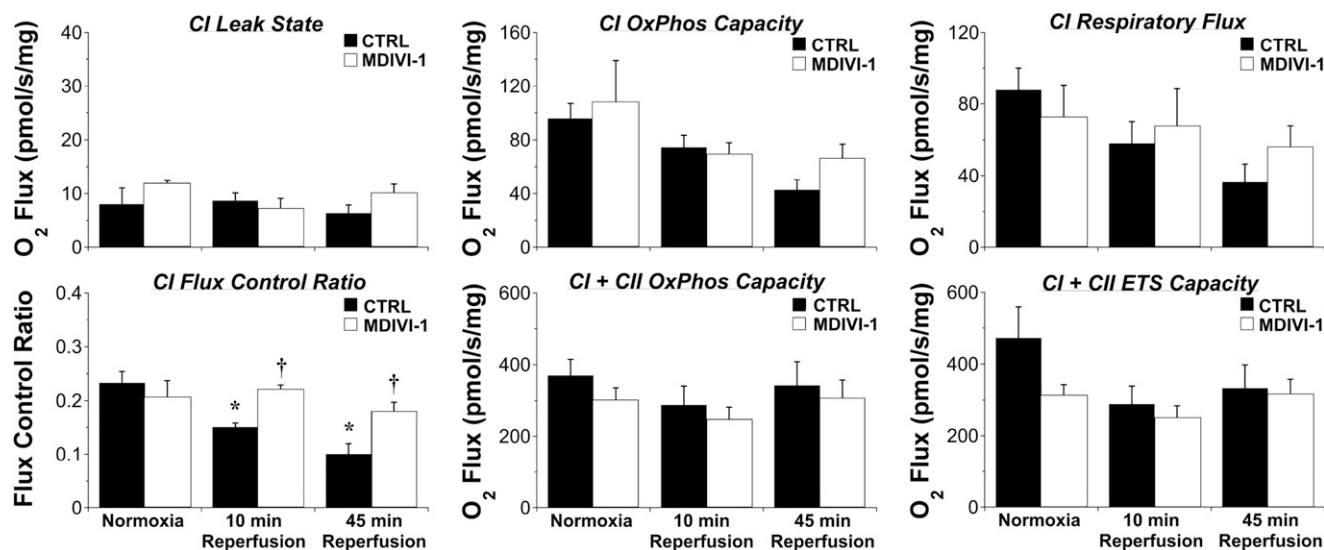 CI Leak State
O2 Flux (pmol/s/mg)
40
30
20
10
0
CTRL
MDIVI-1
CI OxPhos Capacity
O2 Flux (pmol/s/mg)
160
120
80
40
0
CTRL
MDIVI-1
CI Respiratory Flux
O2 Flux (pmol/s/mg)
120
80
40
0
CTRL
MDIVI-1
CI Flux Control Ratio
Flux Control Ratio
0.4
0.3
0.2
0.1
0
CTRL
MDIVI-1
*
†
*
†
Normoxia
10 min
Reperfusion
45 min
Reperfusion
CI + CII OxPhos Capacity
O2 Flux (pmol/s/mg)
600
400
200
0
CTRL
MDIVI-1
Normoxia
10 min
Reperfusion
45 min
Reperfusion
CI + CII ETS Capacity
O2 Flux (pmol/s/mg)
600
400
200
0
CTRL
MDIVI-1
Normoxia
10 min
Reperfusion
45 min
Reperfusion